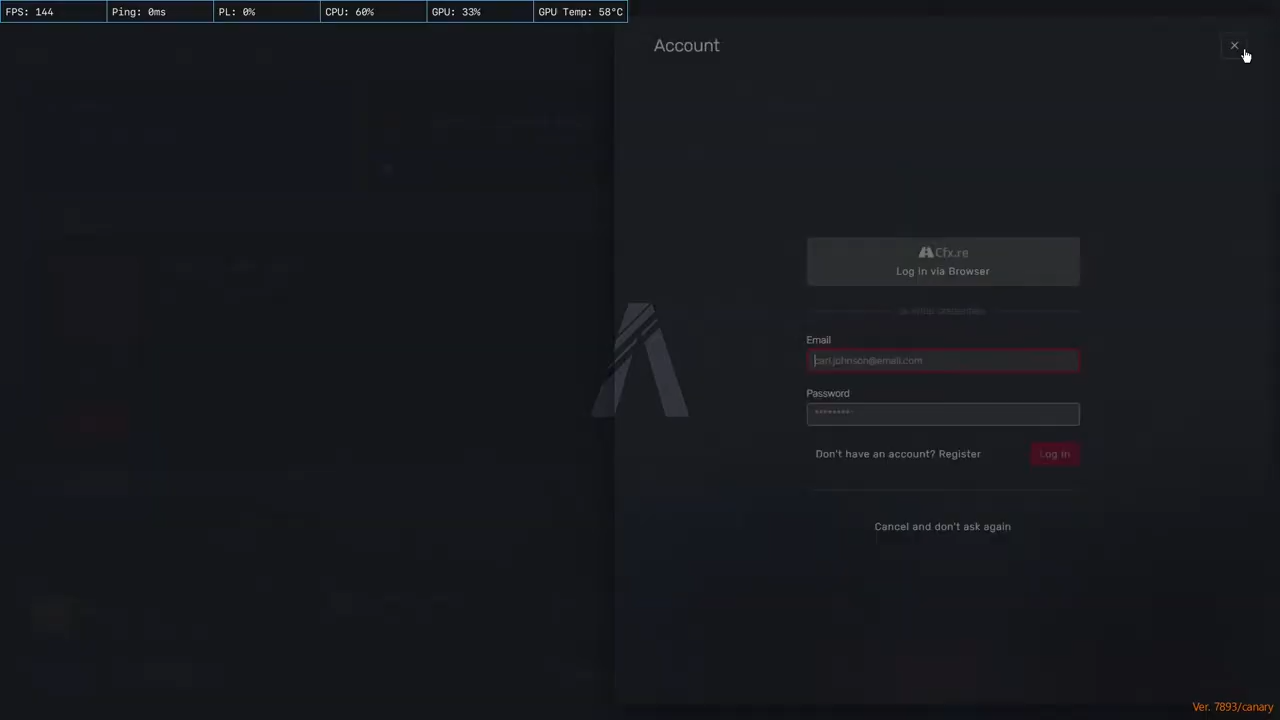 FPS: 144 Ping: 0ms PL: 0% CPU: 60% GPU: 33% GPU Temp: 58°C
Account
Cfx.re
Log In via Browser
Email
carl.johnson@email.com
Password
********
Don't have an account? Register
Log In
Cancel and don't ask again
Ver. 7893/canary